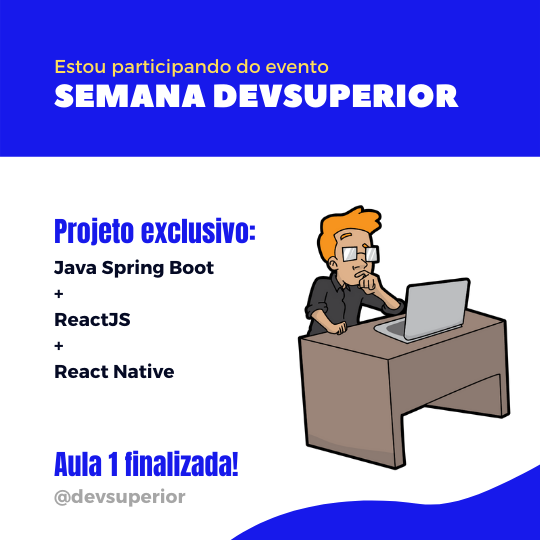 Estou participando do evento
SEMANA DEVSUPERIOR
Projeto exclusivo:
Java Spring Boot
+
ReactJS
+
React Native
Aula 1 finalizada!
@devsuperior